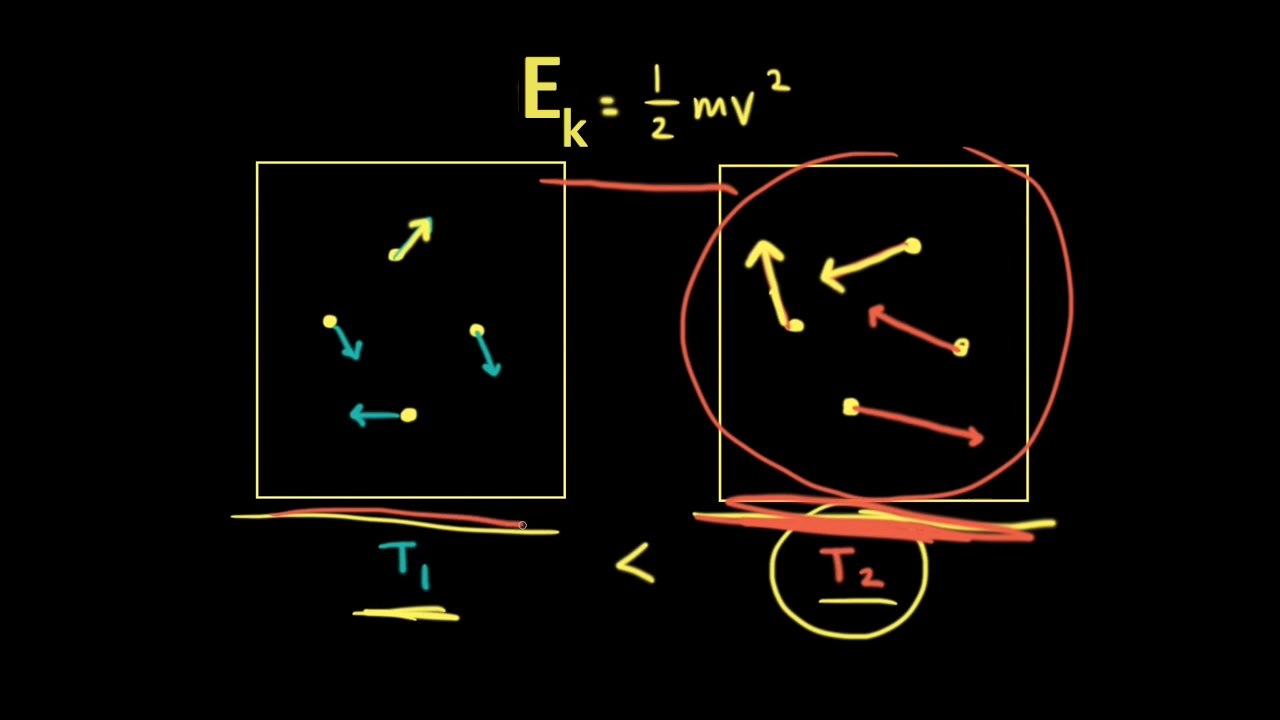 Eₖ = 1/2 mv²
T₁ < T₂